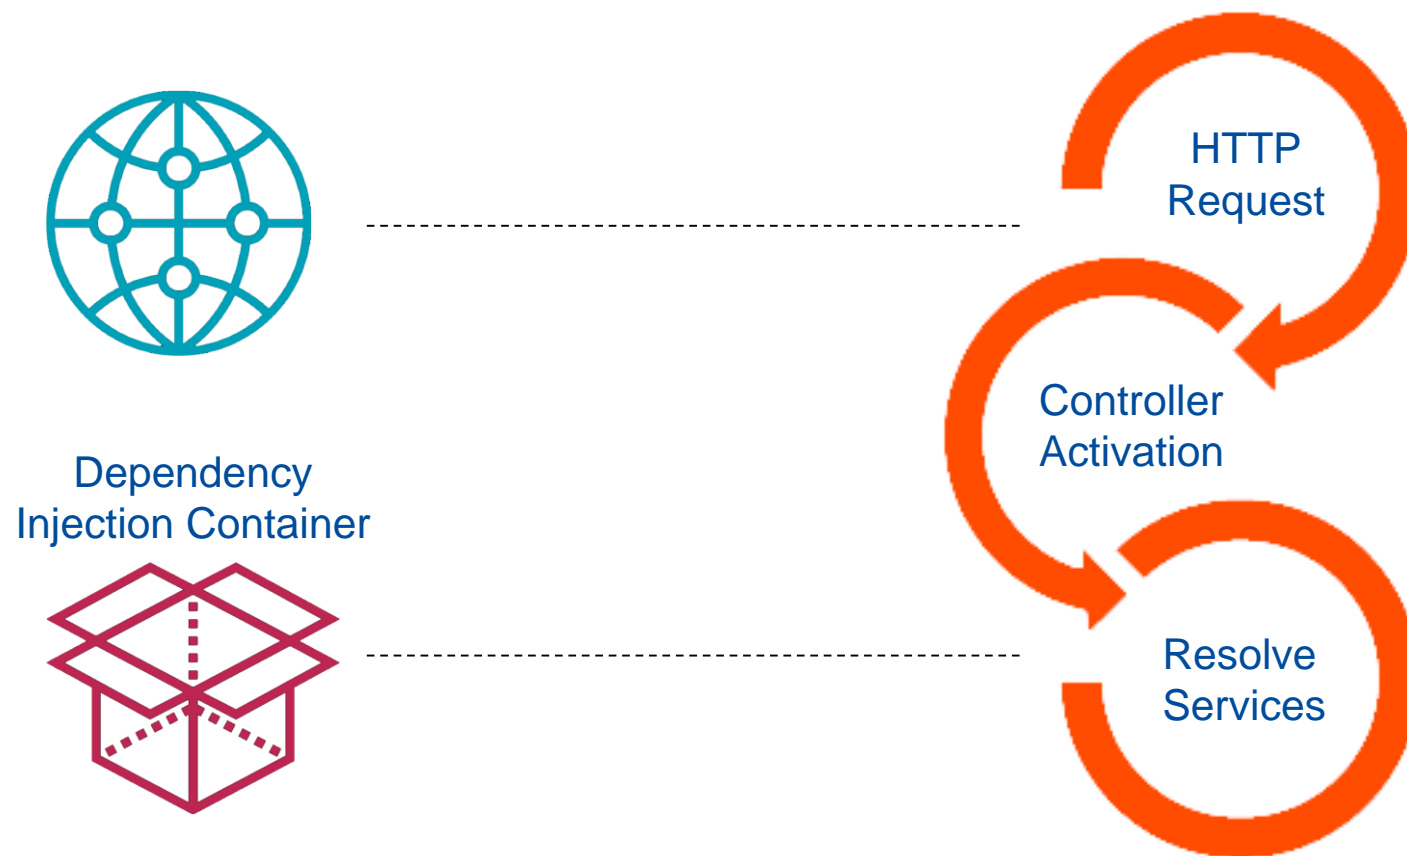 HTTP
Request
Controller
Activation
Dependency
Injection Container
Resolve
Services